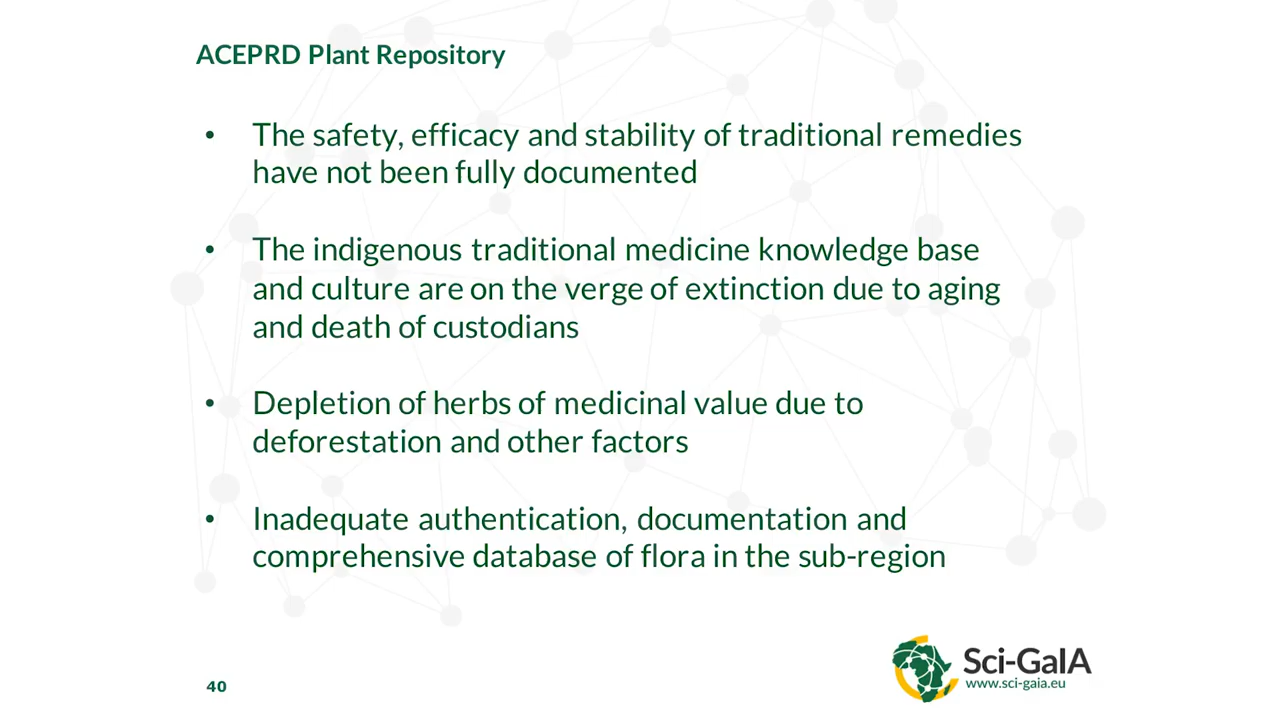 ACEPRD Plant Repository
• The safety, efficacy and stability of traditional remedies
have not been fully documented
• The indigenous traditional medicine knowledge base
and culture are on the verge of extinction due to aging
and death of custodians
• Depletion of herbs of medicinal value due to
deforestation and other factors
• Inadequate authentication, documentation and
comprehensive database of flora in the sub-region
Sci-GaIA
www.sci-gaia.eu
40